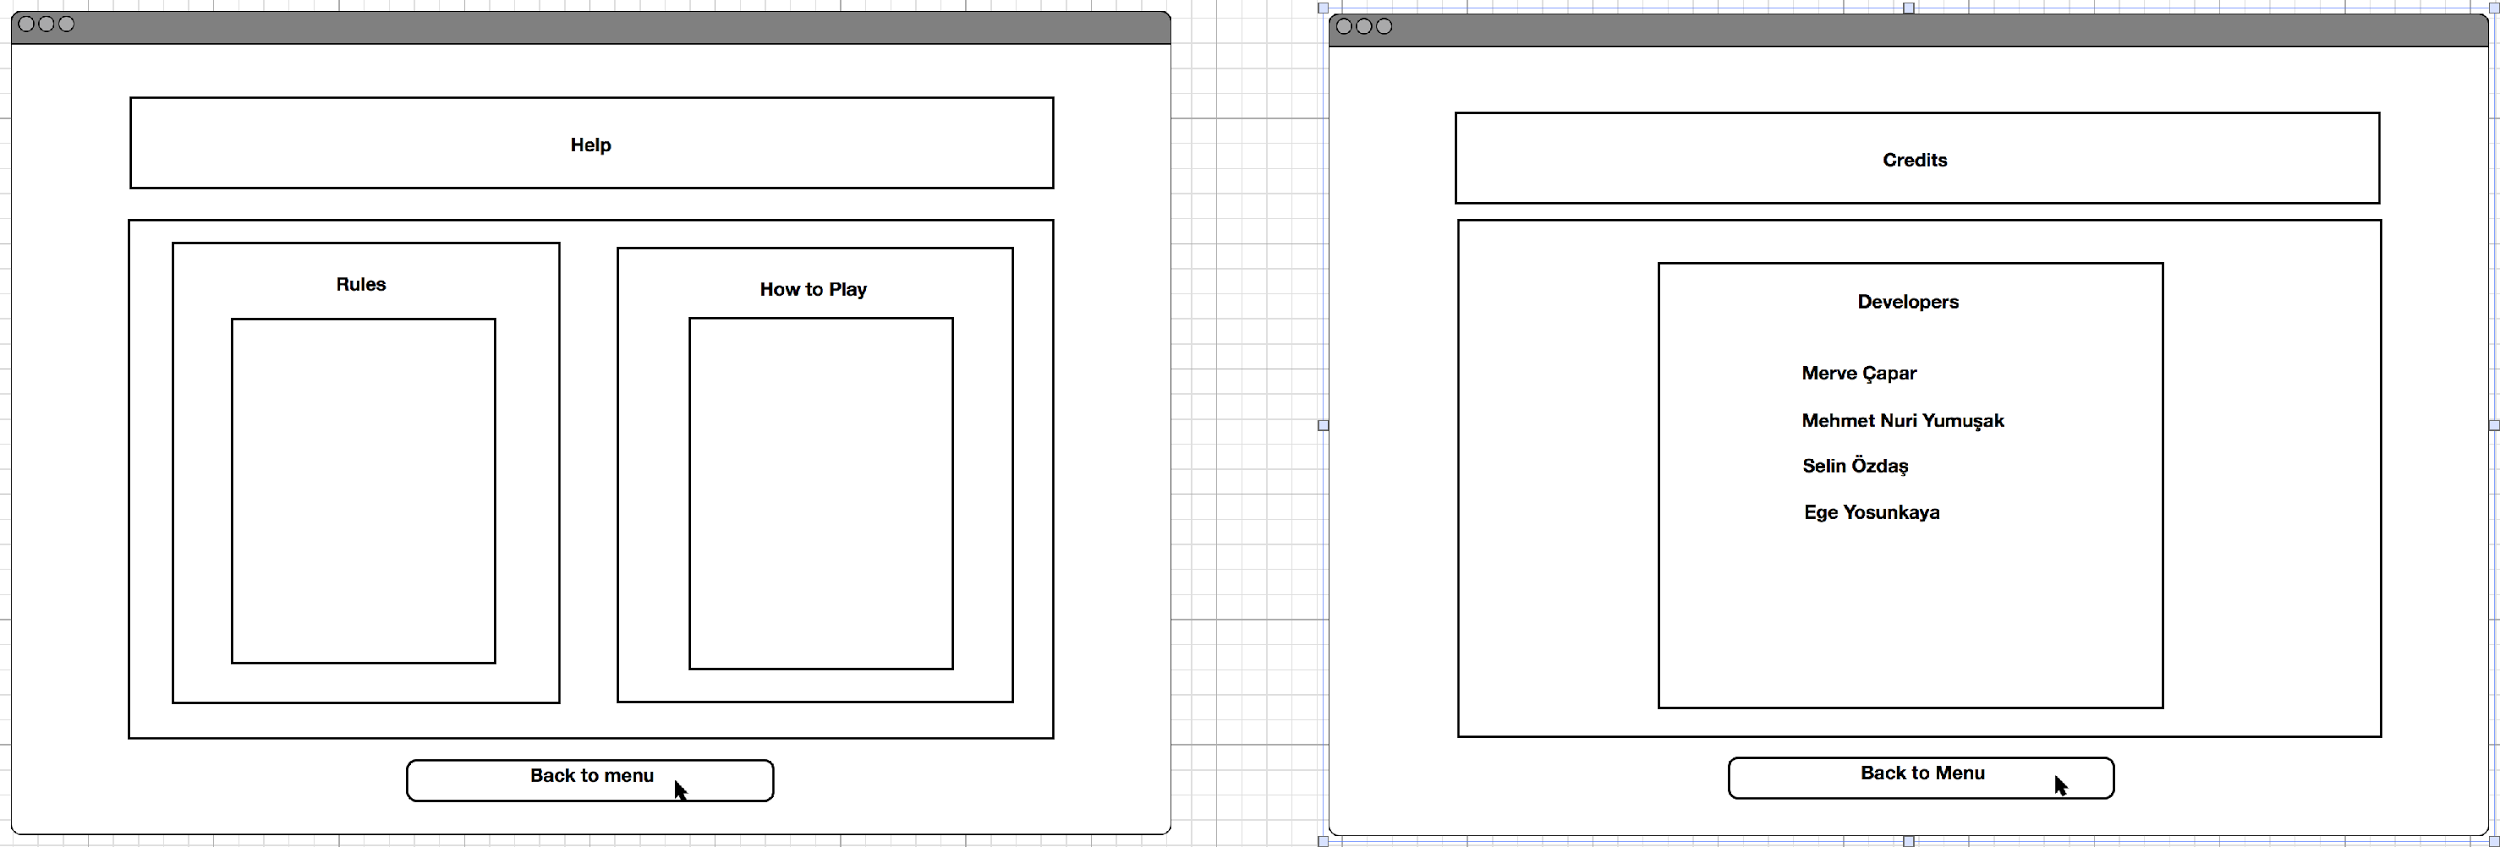 Help
Rules
How to Play
Back to menu
Credits
Developers
Merve Çapar
Mehmet Nuri Yumuşak
Selin Özdaş
Ege Yosunkaya
Back to Menu